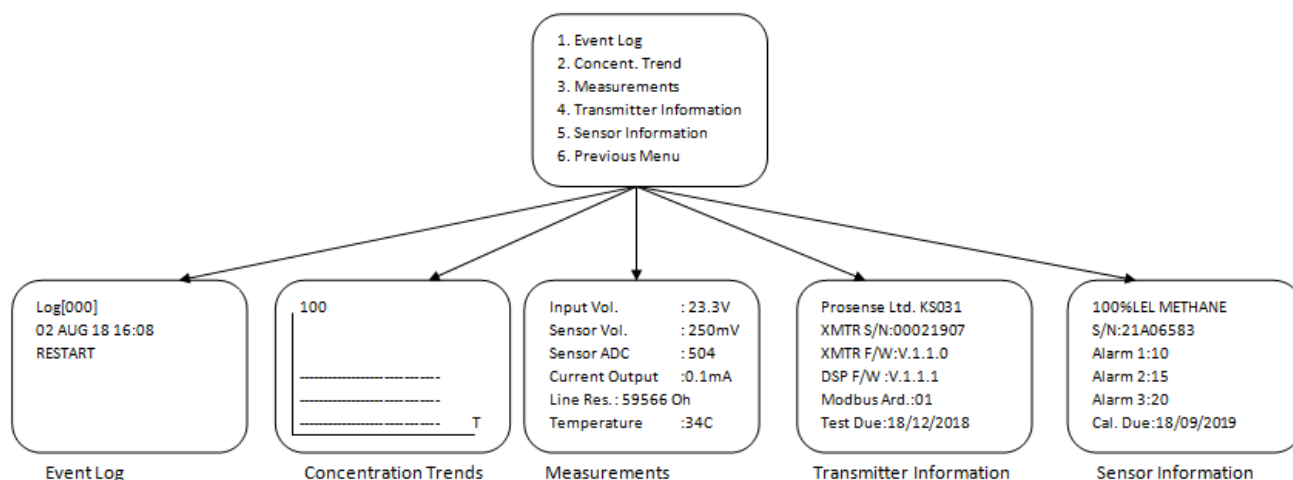 1. Event Log
2. Concent. Trend
3. Measurements
4. Transmitter Information
5. Sensor Information
6. Previous Menu
Log[000]
02 AUG 18 16:08
RESTART
Event Log
100
T
Concentration Trends
Input Vol. : 23.3V
Sensor Vol. : 250mV
Sensor ADC : 504
Current Output :0.1mA
Line Res.: 59566 Oh
Temperature :34C
Measurements
Prosense Ltd. KS031
XMTR S/N:00021907
XMTR F/W:V.1.1.0
DSP F/W :V.1.1.1
Modbus Ard.:01
Test Due:18/12/2018
Transmitter Information
100%LEL METHANE
S/N:21A06583
Alarm 1:10
Alarm 2:15
Alarm 3:20
Cal. Due:18/09/2019
Sensor Information